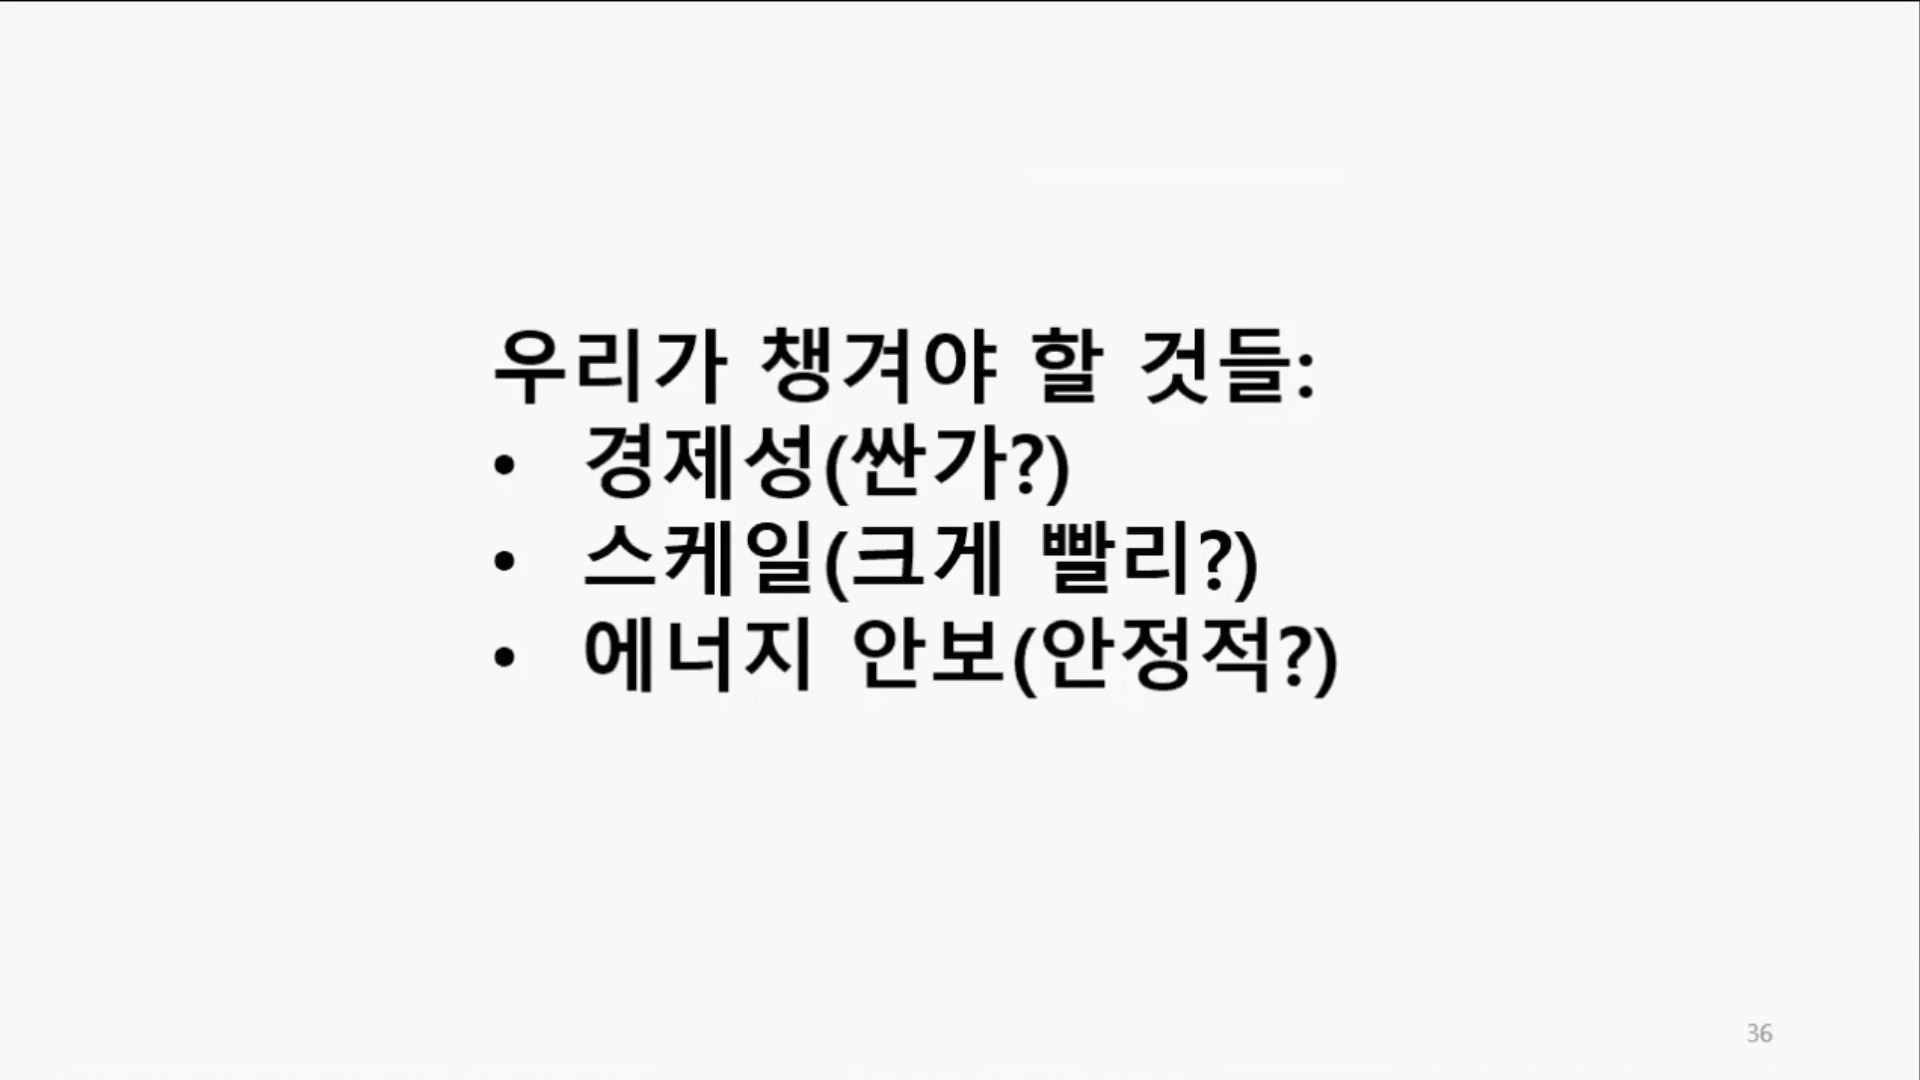 우리가 챙겨야 할 것들:
• 경제성(싼가?)
• 스케일(크게 빨리?)
• 에너지 안보(안정적?)
36